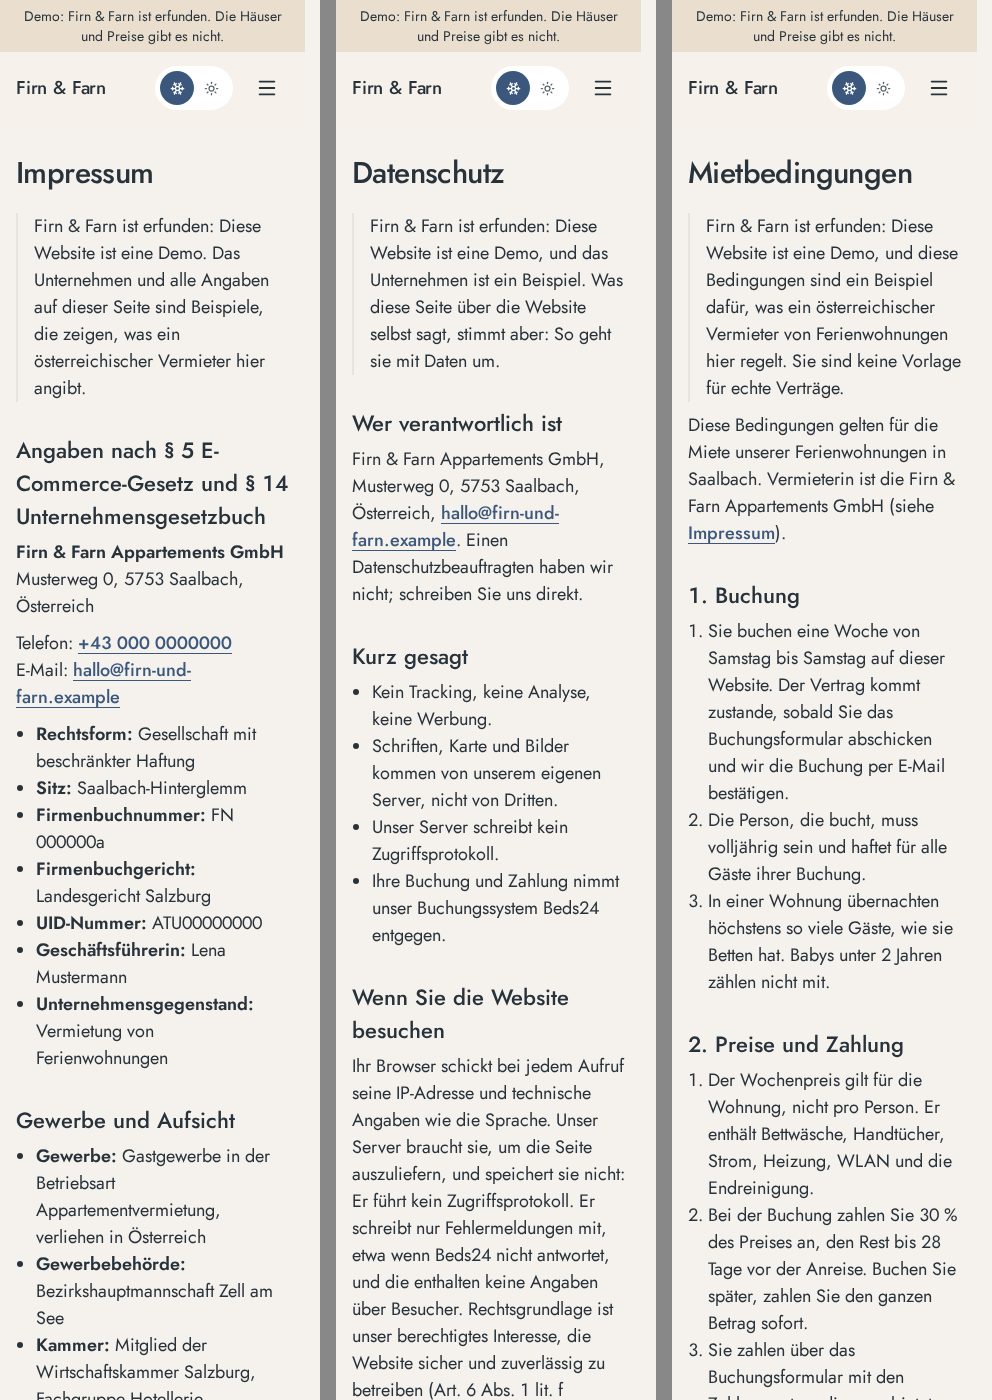 Demo: Firn & Farn ist erfunden. Die Häuser
und Preise gibt es nicht.
Firn & Farn
Impressum
Firn & Farn ist erfunden: Diese
Website ist eine Demo. Das
Unternehmen und alle Angaben
auf dieser Seite sind Beispiele,
die zeigen, was ein
österreichischer Vermieter hier
angibt.
Angaben nach § 5 E-
Commerce-Gesetz und § 14
Unternehmensgesetzbuch
Firn & Farn Appartements GmbH
Musterweg 0, 5753 Saalbach,
Österreich
Telefon: +43 000 0000000
E-Mail: hallo@firn-und-
farn.example
• Rechtsform: Gesellschaft mit
beschränkter Haftung
• Sitz: Saalbach-Hinterglemm
• Firmenbuchnummer: FN
000000a
• Firmenbuchgericht:
Landesgericht Salzburg
• UID-Nummer: ATU00000000
• Geschäftsführerin: Lena
Mustermann
• Unternehmensgegenstand:
Vermietung von
Ferienwohnungen
Gewerbe und Aufsicht
• Gewerbe: Gastgewerbe in der
Betriebsart
Appartementvermietung,
verliehen in Österreich
• Gewerbebehörde:
Bezirkshauptmannschaft Zell am
See
• Kammer: Mitglied der
Wirtschaftskammer Salzburg,
Fachgruppe Hotellerie
Demo: Firn & Farn ist erfunden. Die Häuser
und Preise gibt es nicht.
Firn & Farn
Datenschutz
Firn & Farn ist erfunden: Diese
Website ist eine Demo, und das
Unternehmen ist ein Beispiel. Was
diese Seite über die Website
selbst sagt, stimmt aber: So geht
sie mit Daten um.
Wer verantwortlich ist
Firn & Farn Appartements GmbH,
Musterweg 0, 5753 Saalbach,
Österreich, hallo@firn-und-
farn.example. Einen
Datenschutzbeauftragten haben wir
nicht; schreiben Sie uns direkt.
Kurz gesagt
• Kein Tracking, keine Analyse,
keine Werbung.
• Schriften, Karte und Bilder
kommen von unserem eigenen
Server, nicht von Dritten.
• Unser Server schreibt kein
Zugriffsprotokoll.
• Ihre Buchung und Zahlung nimmt
unser Buchungssystem Beds24
entgegen.
Wenn Sie die Website
besuchen
Ihr Browser schickt bei jedem Aufruf
seine IP-Adresse und technische
Angaben wie die Sprache. Unser
Server braucht sie, um die Seite
auszuliefern, und speichert sie nicht:
Er führt kein Zugriffsprotokoll. Er
schreibt nur Fehlermeldungen mit,
etwa wenn Beds24 nicht antwortet,
und die enthalten keine Angaben
über Besucher. Rechtsgrundlage ist
unser berechtigtes Interesse, die
Website sicher und zuverlässig zu
betreiben (Art. 6 Abs. 1 lit. f
Demo: Firn & Farn ist erfunden. Die Häuser
und Preise gibt es nicht.
Firn & Farn
Mietbedingungen
Firn & Farn ist erfunden: Diese
Website ist eine Demo, und diese
Bedingungen sind ein Beispiel
dafür, was ein österreichischer
Vermieter von Ferienwohnungen
hier regelt. Sie sind keine Vorlage
für echte Verträge.
Diese Bedingungen gelten für die
Miete unserer Ferienwohnungen in
Saalbach. Vermieterin ist die Firn &
Farn Appartements GmbH (siehe
Impressum).
1. Buchung
1. Sie buchen eine Woche von
Samstag bis Samstag auf dieser
Website. Der Vertrag kommt
zustande, sobald Sie das
Buchungsformular abschicken
und wir die Buchung per E-Mail
bestätigen.
2. Die Person, die bucht, muss
volljährig sein und haftet für alle
Gäste ihrer Buchung.
3. In einer Wohnung übernachten
höchstens so viele Gäste, wie sie
Betten hat. Babys unter 2 Jahren
zählen nicht mit.
2. Preise und Zahlung
1. Der Wochenpreis gilt für die
Wohnung, nicht pro Person. Er
enthält Bettwäsche, Handtücher,
Strom, Heizung, WLAN und die
Endreinigung.
2. Bei der Buchung zahlen Sie 30 %
des Preises an, den Rest bis 28
Tage vor der Anreise. Buchen Sie
später, zahlen Sie den ganzen
Betrag sofort.
3. Sie zahlen über das
Buchungsformular mit den